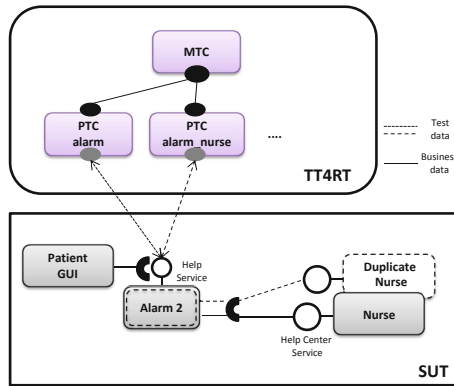 MTC
PTC
alarm
PTC
alarm_nurse
....
TT4RT
Test
data
Busines
data
Patient
GUI
Help
Service
Alarm 2
Duplicate
Nurse
Nurse
Help Center
Service
SUT